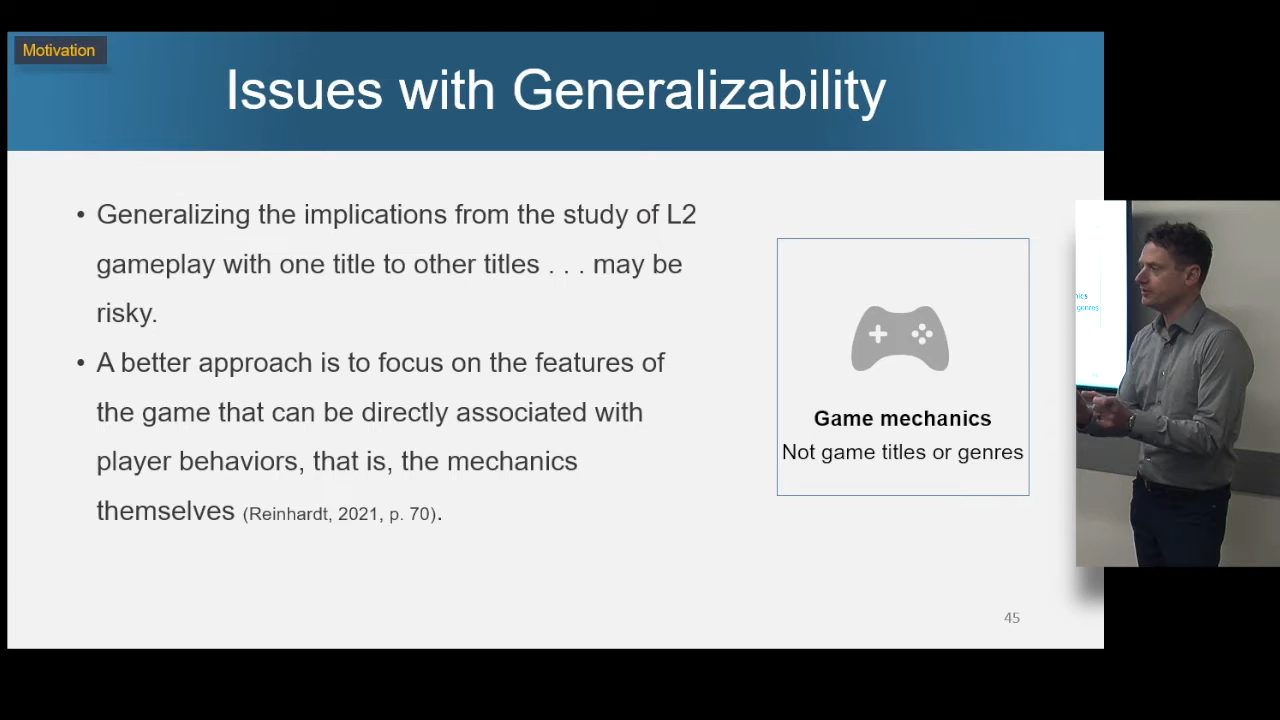 Motivation
Issues with Generalizability
• Generalizing the implications from the study of L2
gameplay with one title to other titles . . . may be
risky.
• A better approach is to focus on the features of
the game that can be directly associated with
player behaviors, that is, the mechanics
themselves (Reinhardt, 2021, p. 70).
Game mechanics
Not game titles or genres
45
genres